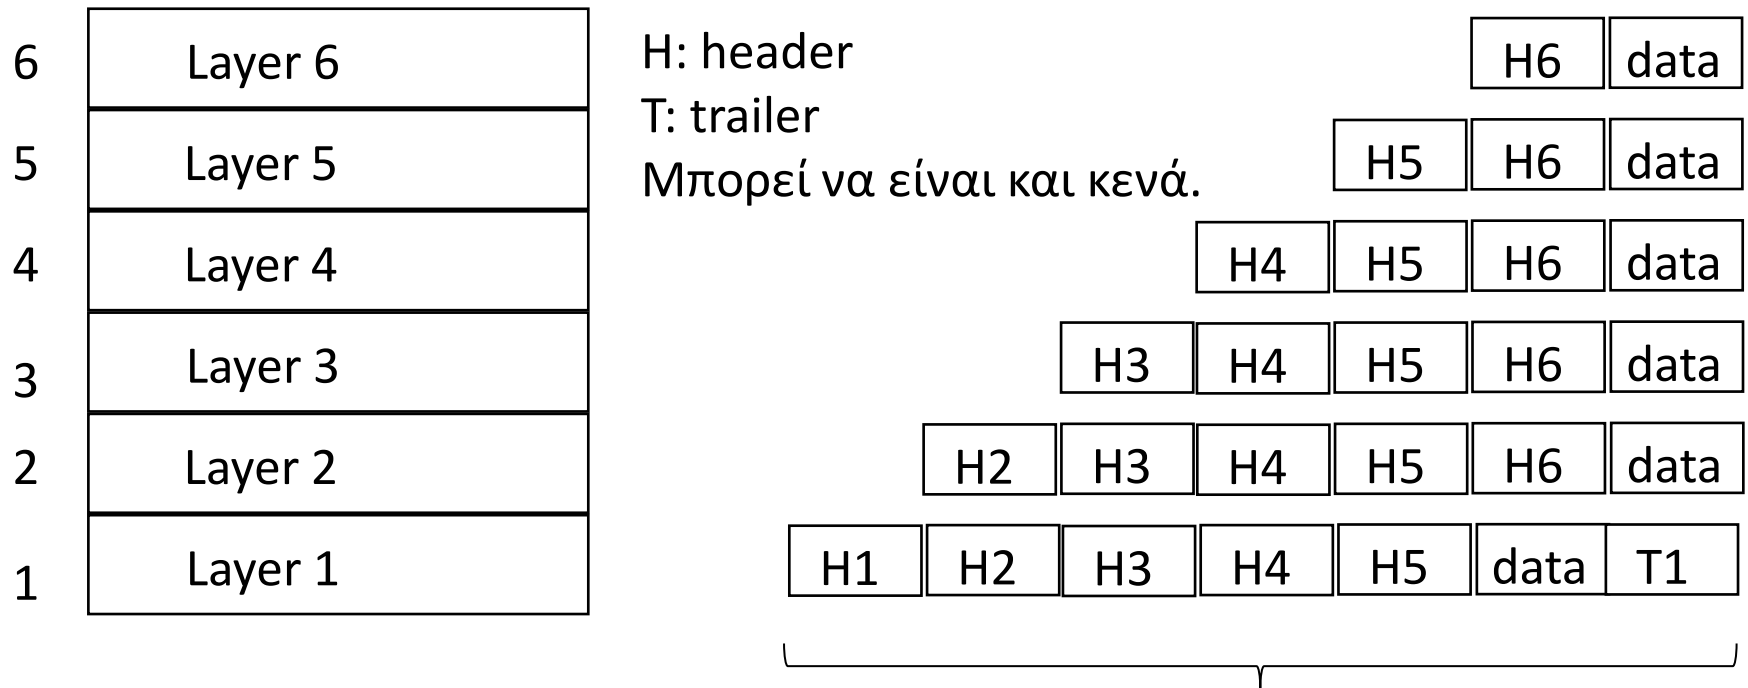 6 Layer 6
5 Layer 5
4 Layer 4
3 Layer 3
2 Layer 2
1 Layer 1
H: header
T: trailer
Μπορεί να είναι και κενά.
H6 data
H5 H6 data
H4 H5 H6 data
H3 H4 H5 H6 data
H2 H3 H4 H5 H6 data
H1 H2 H3 H4 H5 data T1